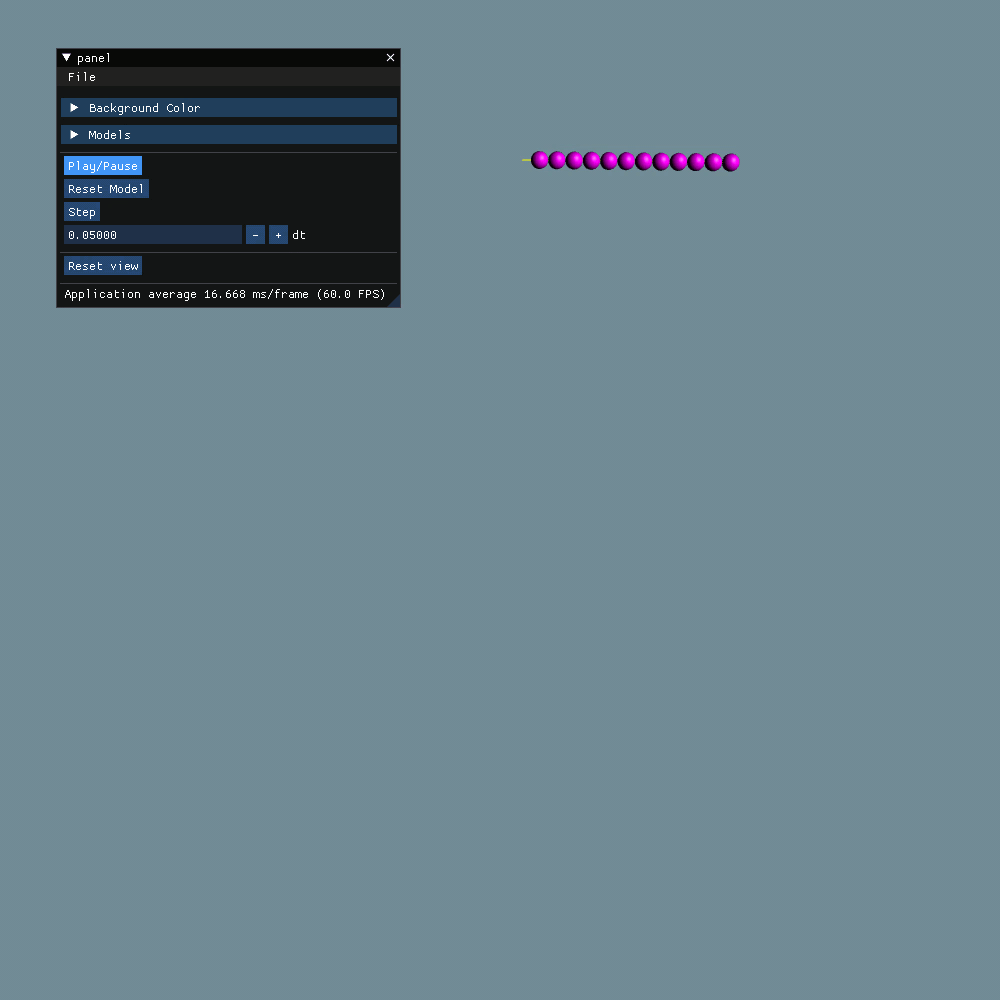 panel
File
Background Color
Models
Play/Pause
Reset Model
Step
0.05000 - + dt
Reset view
Application average 16.668 ms/frame (60.0 FPS)